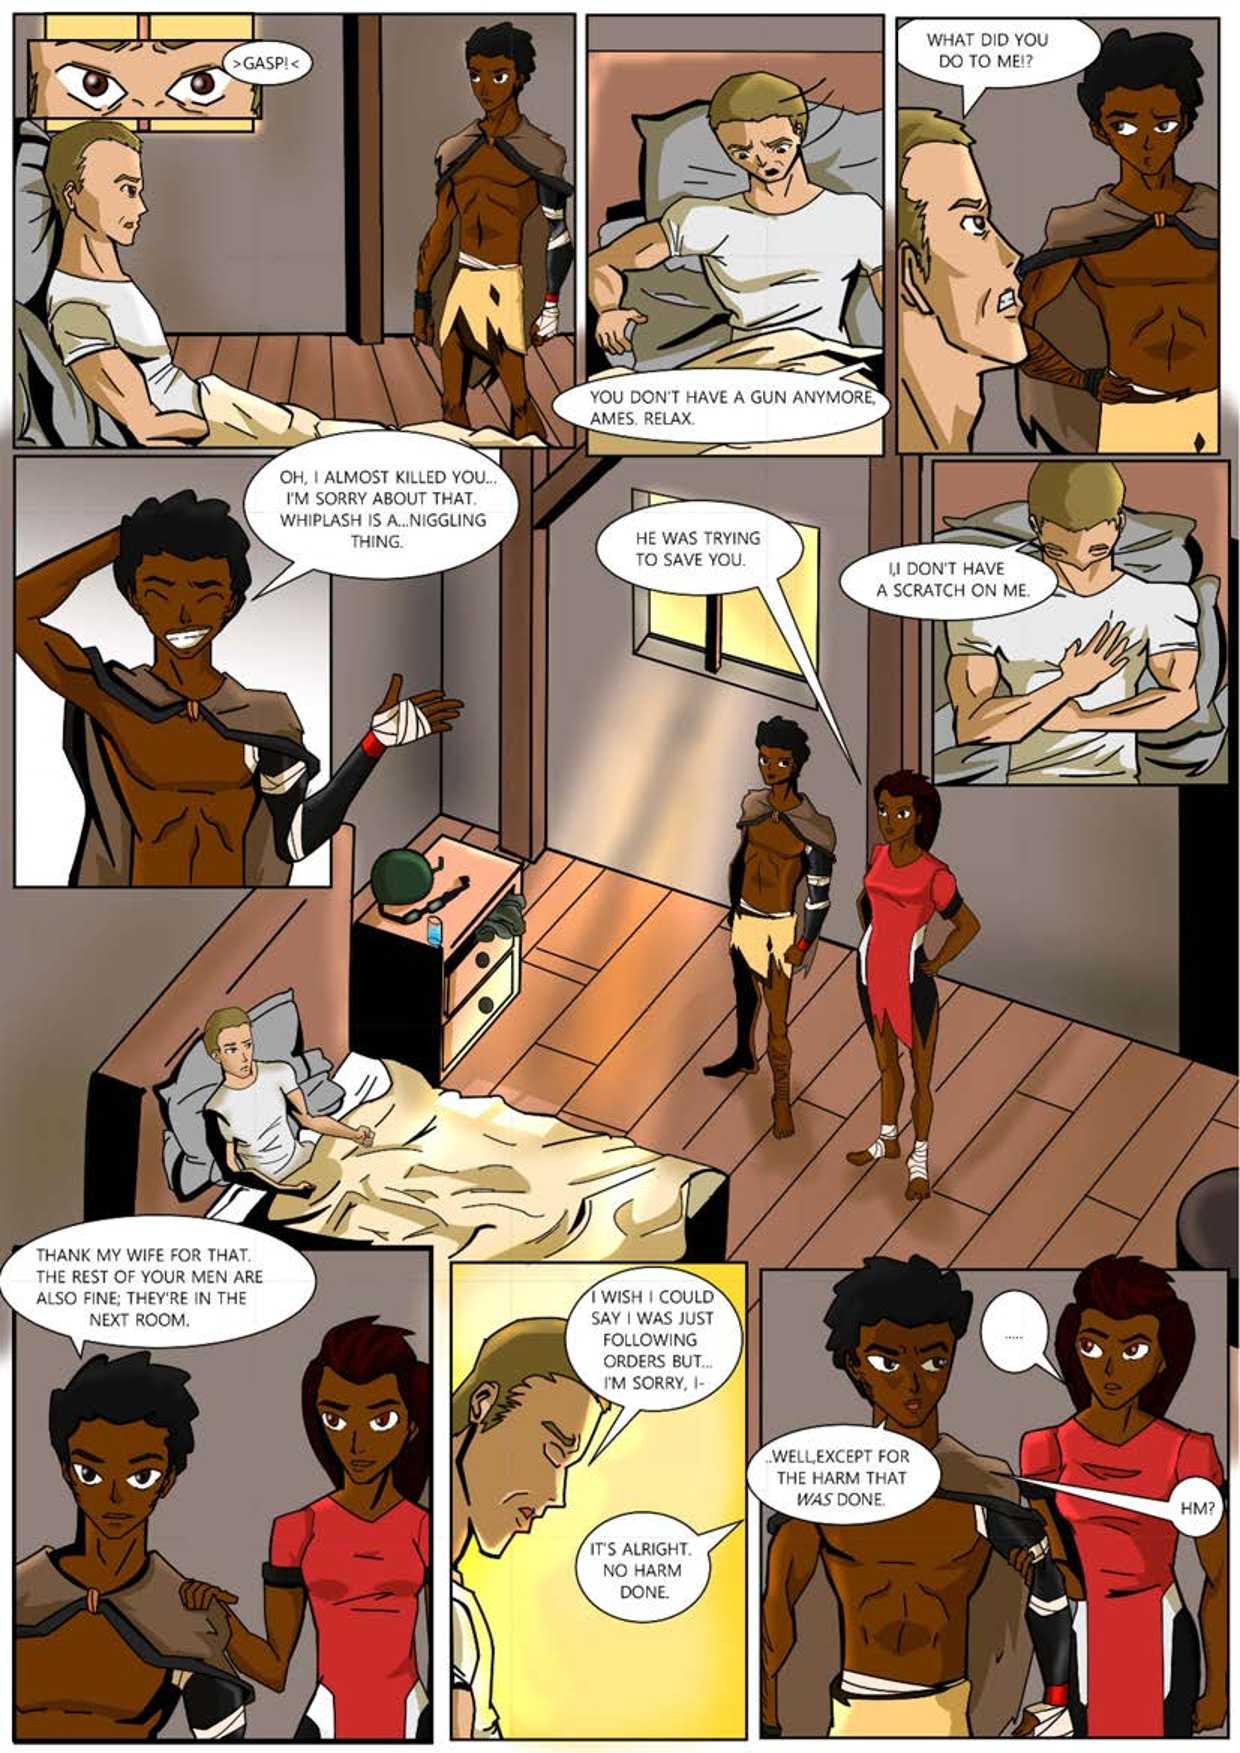 >GASP!<
YOU DON'T HAVE A GUN ANYMORE,
AMES. RELAX.
WHAT DID YOU
DO TO ME!?
OH, I ALMOST KILLED YOU...
I'M SORRY ABOUT THAT.
WHIPLASH IS A...NIGGLING
THING.
HE WAS TRYING
TO SAVE YOU.
I,I DON'T HAVE
A SCRATCH ON ME.
THANK MY WIFE FOR THAT.
THE REST OF YOUR MEN ARE
ALSO FINE; THEY'RE IN THE
NEXT ROOM.
I WISH I COULD
SAY I WAS JUST
FOLLOWING
ORDERS BUT...
I'M SORRY, I-
IT'S ALRIGHT.
NO HARM
DONE.
.....
..WELL,EXCEPT FOR
THE HARM THAT
WAS DONE.
HM?